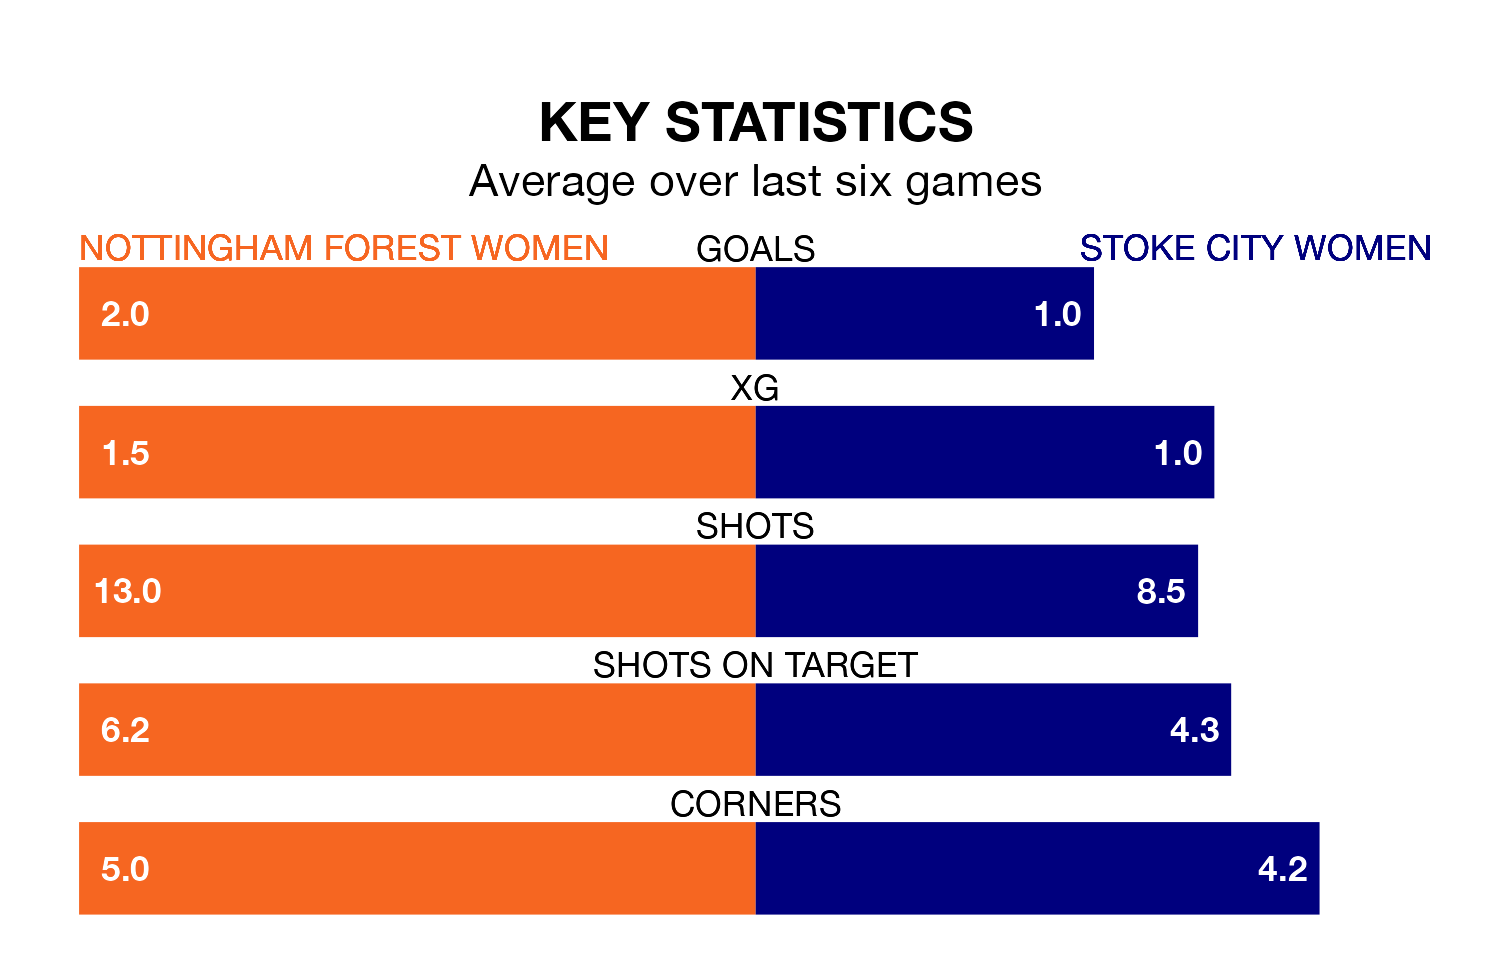 KEY STATISTICS
Average over last six games
NOTTINGHAM FOREST WOMEN GOALS STOKE CITY WOMEN
2.0 1.0
XG
1.5 1.0
SHOTS
13.0 8.5
SHOTS ON TARGET
6.2 4.3
CORNERS
5.0 4.2